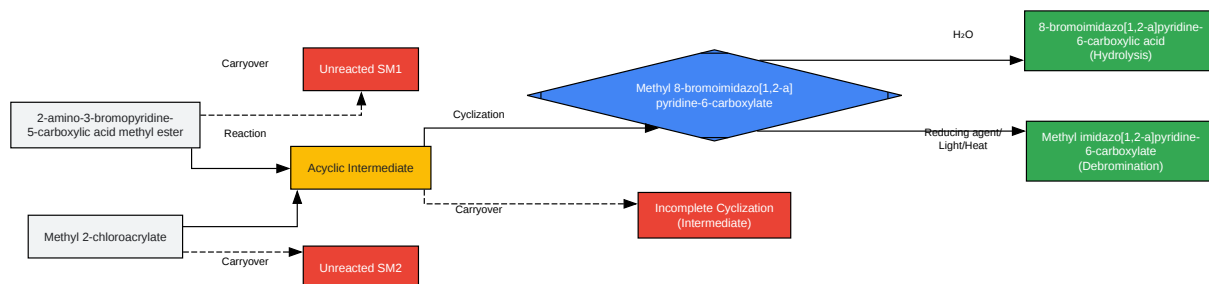 H₂O
8-bromoimidazo[1,2-a]pyridine-
6-carboxylic acid
(Hydrolysis)
Carryover
Unreacted SM1
Methyl 8-bromoimidazo[1,2-a]
pyridine-6-carboxylate
2-amino-3-bromopyridine-
5-carboxylic acid methyl ester
Cyclization
Reaction
Reducing agent/
Light/Heat
Methyl imidazo[1,2-a]pyridine-
6-carboxylate
(Debromination)
Acyclic Intermediate
Carryover
Incomplete Cyclization
(Intermediate)
Methyl 2-chloroacrylate
Carryover
Unreacted SM2